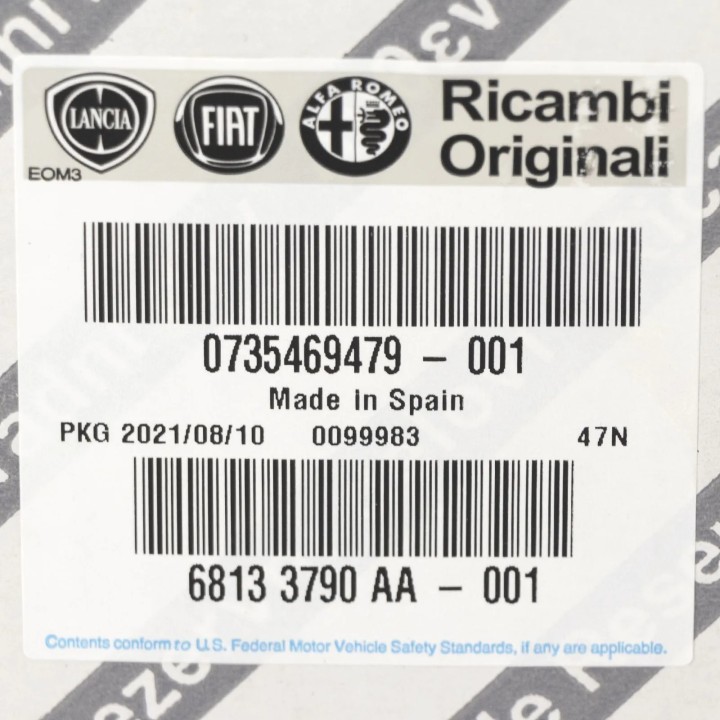 LANCIA
FIAT
ALFA ROMEO
Ricambi
Originali
EOM3
0735469479 - 001
Made in Spain
PKG 2021/08/10 0099983 47N
6813 3790 AA - 001
Contents conform to U.S. Federal Motor Vehicle Safety Standards, if any are applicable.